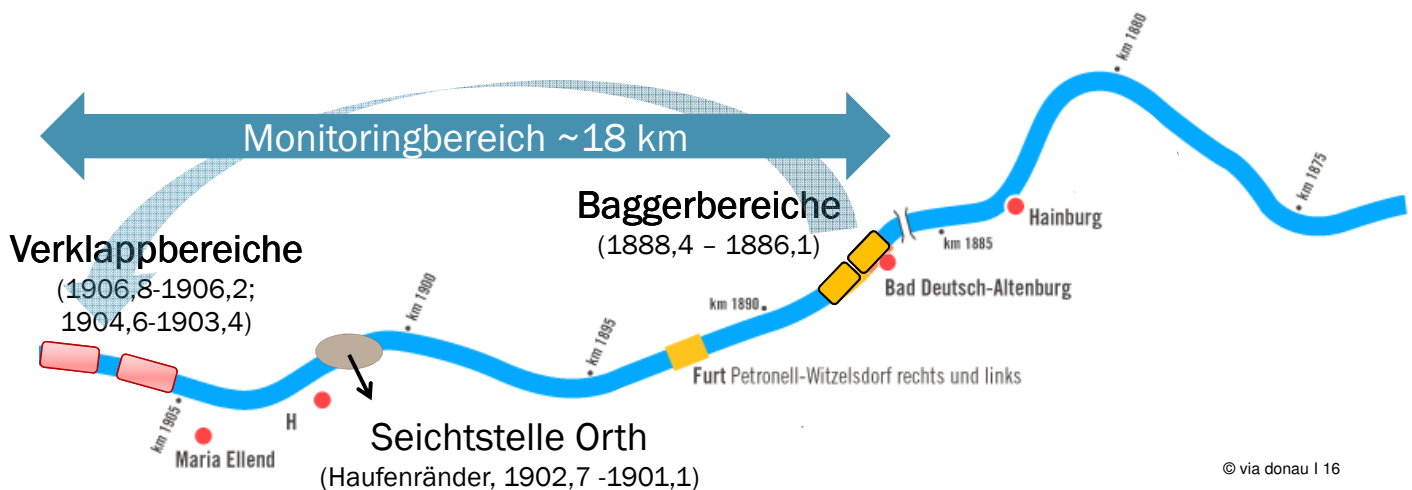 km 1880
Monitoringbereich ~18 km
km 1875
Baggerbereiche
(1888,4 – 1886,1)
Hainburg
km 1885
Verklappbereiche
(1906,8-1906,2;
1904,6-1903,4)
Bad Deutsch-Altenburg
km 1900
km 1890
km 1895
Furt Petronell-Witzelsdorf rechts und links
km 1905
H
Maria Ellend
Seichtstelle Orth
(Haufenränder, 1902,7 -1901,1)
© via donau I 16